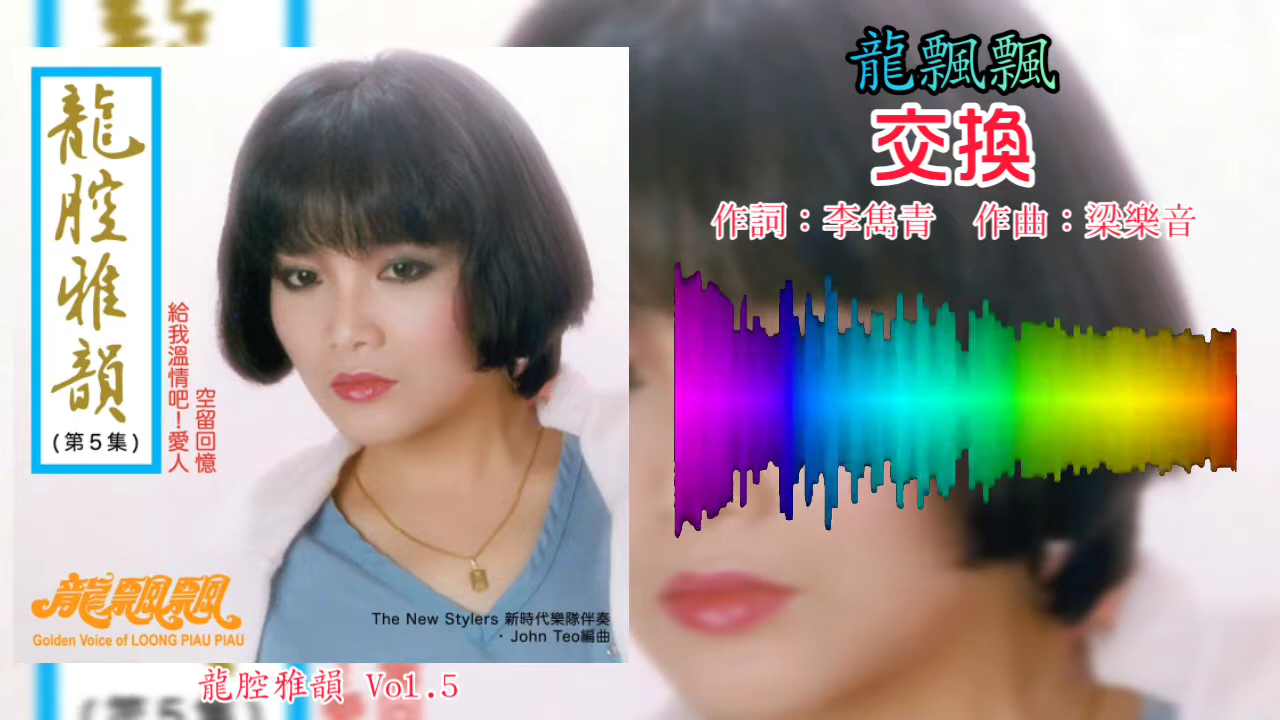 龍腔雅韻
(第5集)
給我溫情吧！愛人
空留回憶
龍飄飄
Golden Voice of LOONG PIAU PIAU
The New Stylers 新時代樂隊伴奏
· John Teo編曲
龍腔雅韻 Vol.5
龍飄飄
交換
作詞：李雋青 作曲：梁樂音
(第5集)